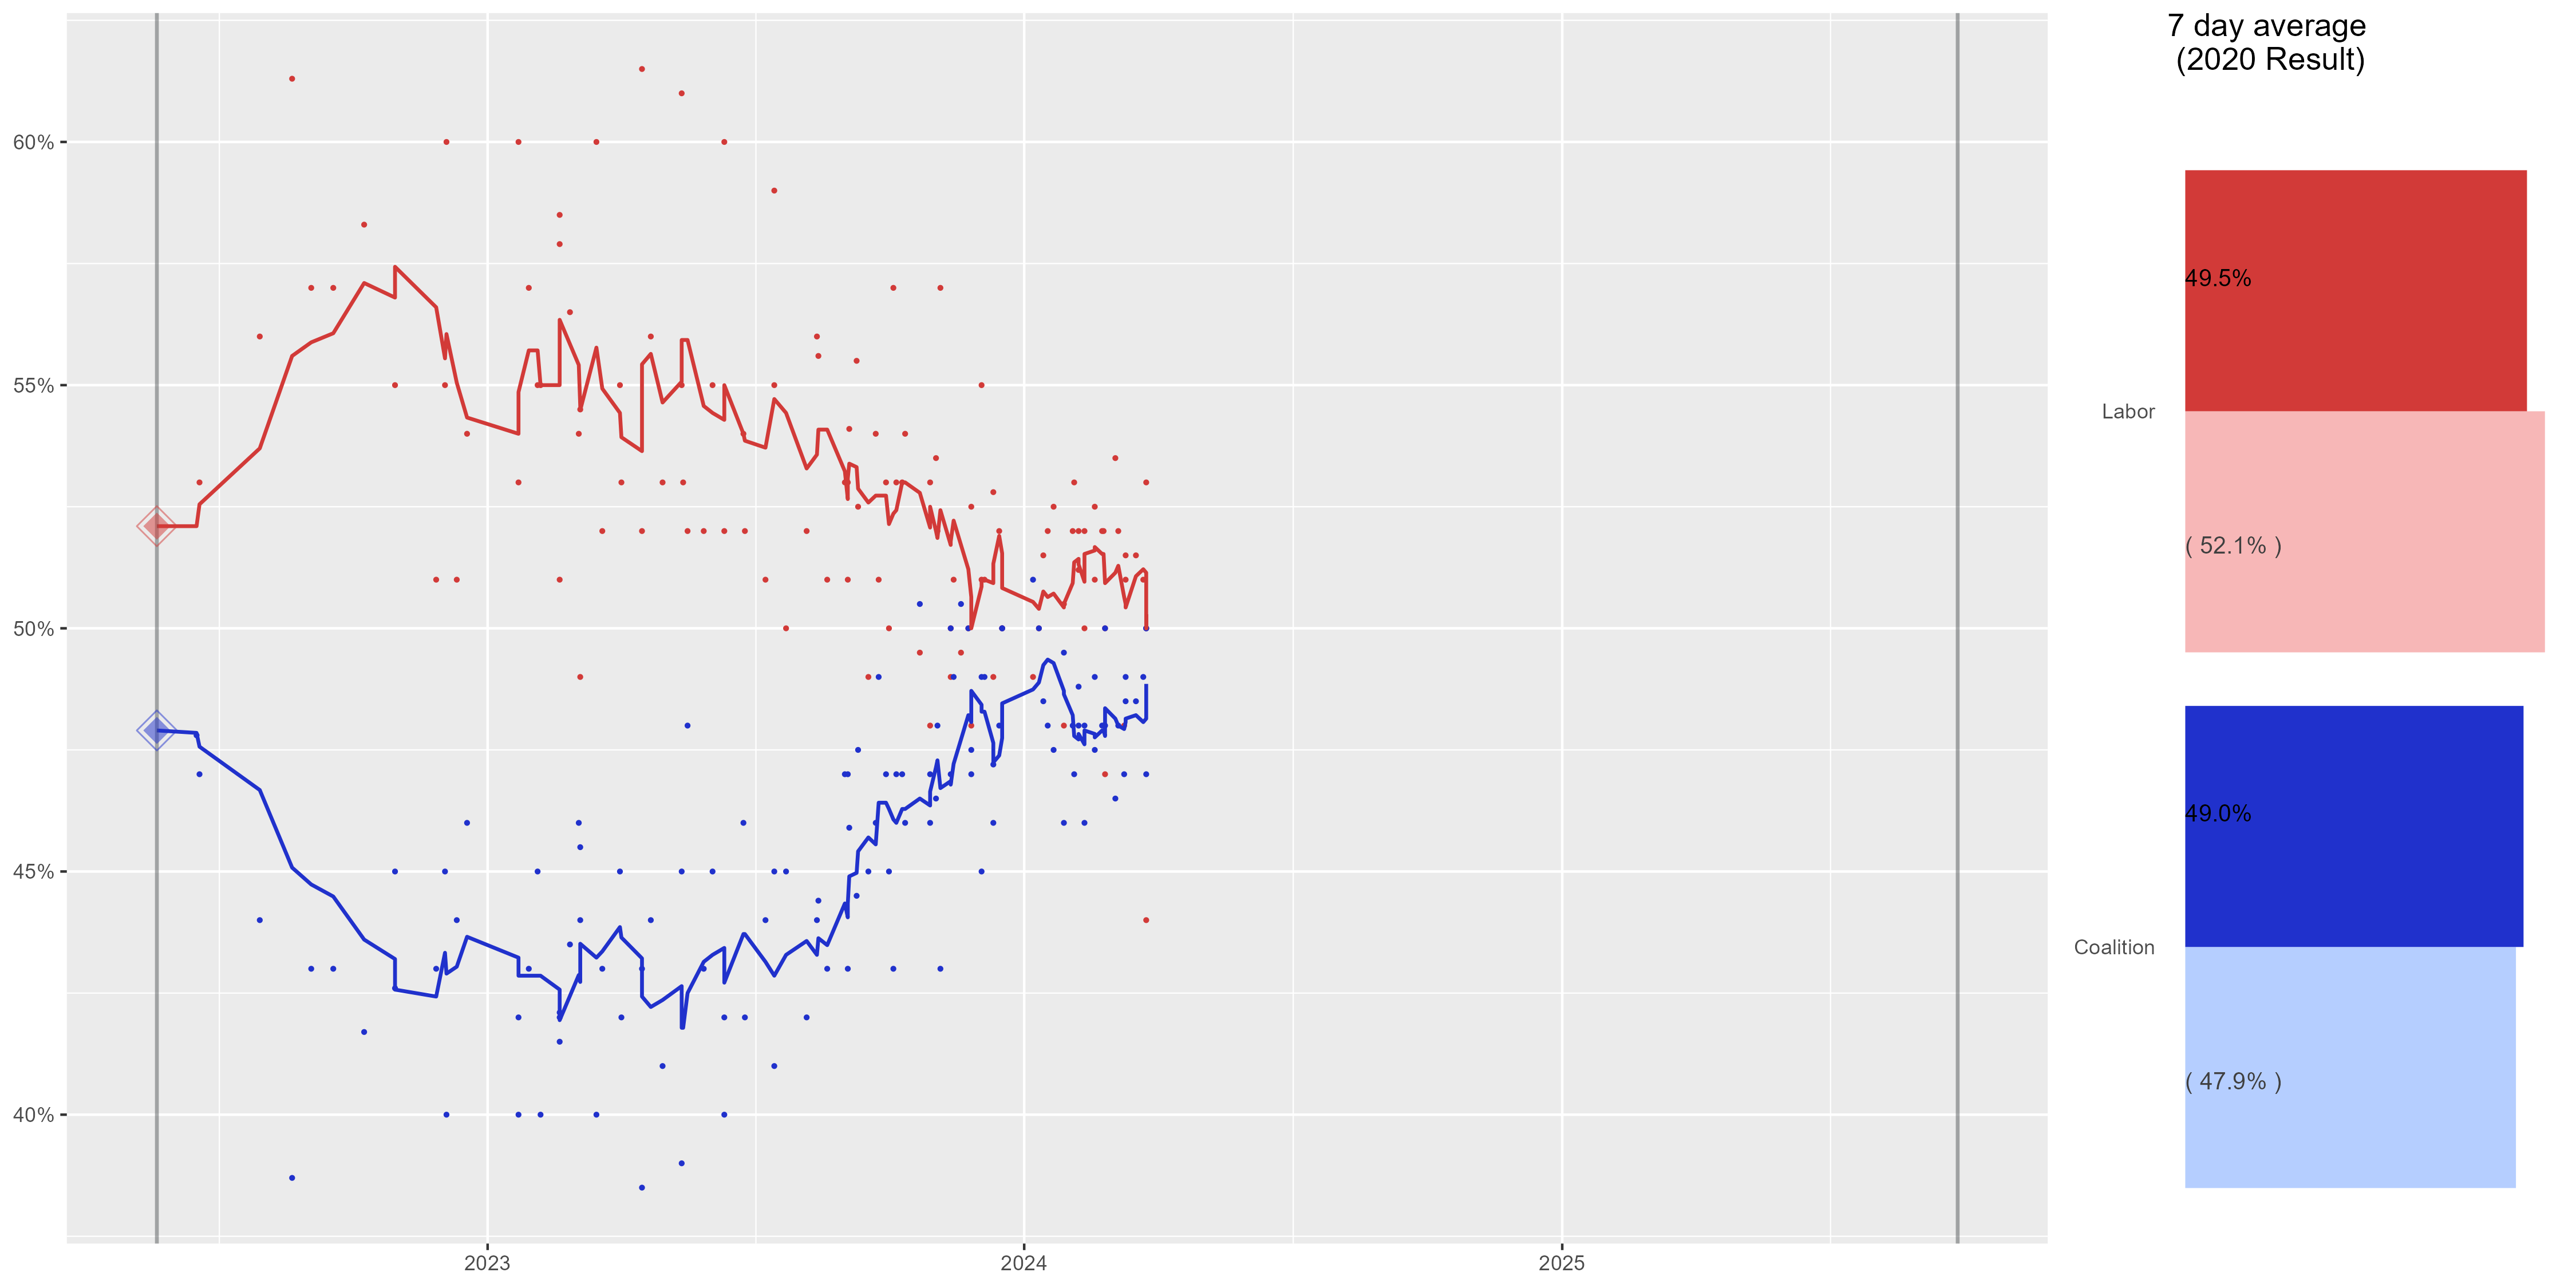 7 day average
(2020 Result)
60%
55%
50%
45%
40%
2023
2024
2025
Labor
49.5%
( 52.1% )
Coalition
49.0%
( 47.9% )